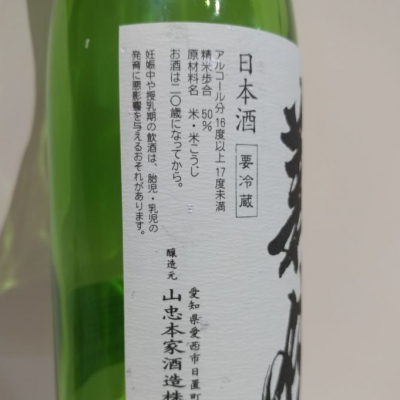 日本酒
要冷蔵
アルコール分 16度以上 17度未満
精米歩合 50%
原材料名 米・米こうじ
お酒は二〇歳になってから。
妊娠中や授乳期の飲酒は、胎児・乳児の
発育に悪影響を与えるおそれがあります。
愛知県愛西市日置町
醸造元
山忠本家酒造株